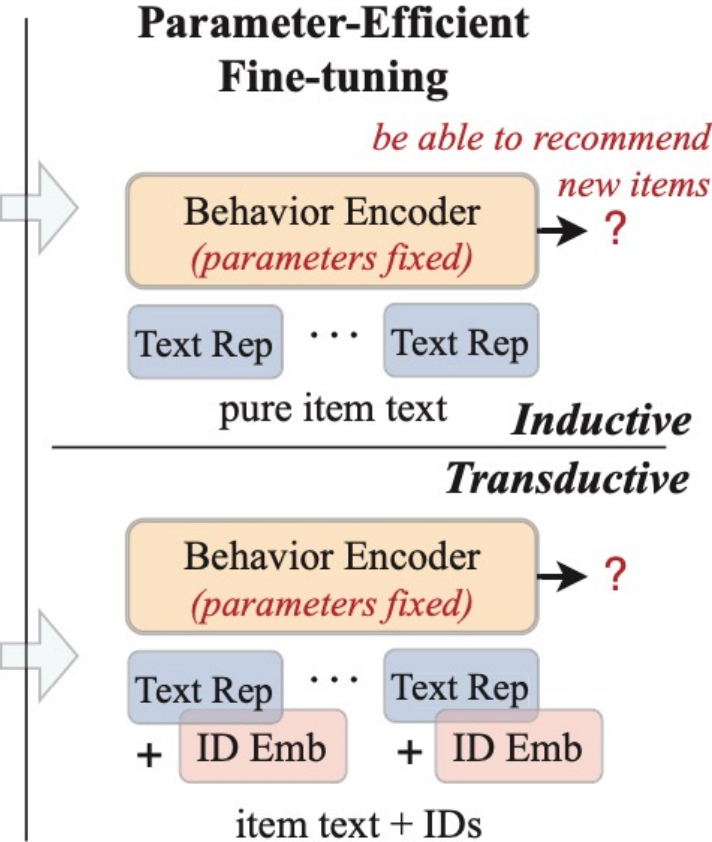 Parameter-Efficient
Fine-tuning
be able to recommend
new items
Behavior Encoder
(parameters fixed)
?
Text Rep ... Text Rep
pure item text
Inductive
Transductive
Behavior Encoder
(parameters fixed)
?
Text Rep ... Text Rep
+ ID Emb + ID Emb
item text + IDs